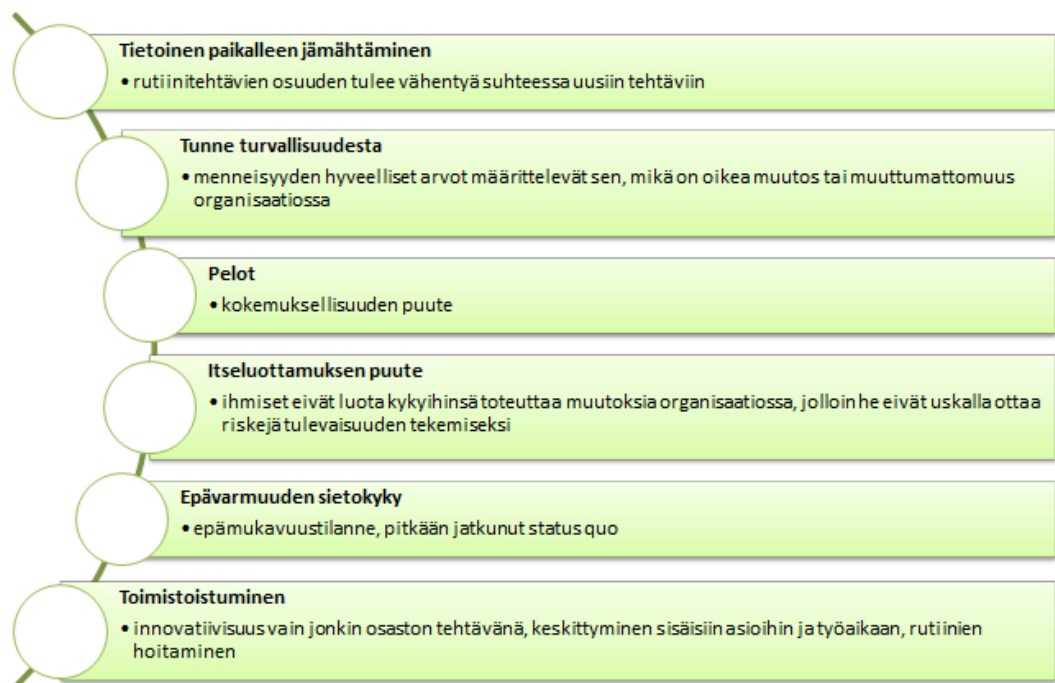 Tietoinen paikalleen jämähtäminen
• rutiinitehtävien osuuden tulee vähentyä suhteessa uusiin tehtäviin
Tunne turvallisuudesta
• menneisyyden hyveelliset arvot määrittelevät sen, mikä on oikea muutos tai muuttumattomuus
organisaatiossa
Pelot
• kokemuksellisuuden puute
Itseluottamuksen puute
• ihmiset eivät luota kykyihinsä toteuttaa muutoksia organisaatiossa, jolloin he eivät uskalla ottaa
riskejä tulevaisuuden tekemiseksi
Epävarmuuden sietokyky
• epämukavuustilanne, pitkään jatkunut status quo
Toimistoistuminen
• innovatiivisuus vain jonkin osaston tehtävänä, keskittyminen sisäisiin asioihin ja työaikaan, rutiinien
hoitaminen